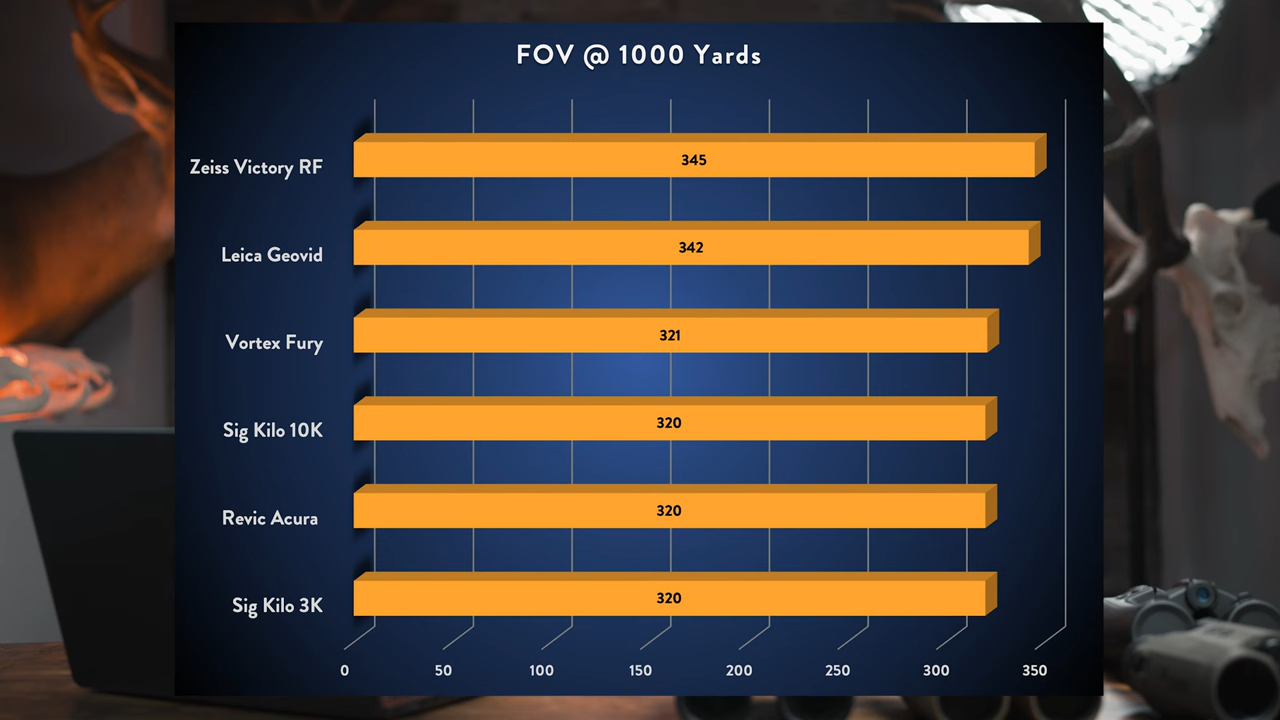 FOV @ 1000 Yards
Zeiss Victory RF 345
Leica Geovid 342
Vortex Fury 321
Sig Kilo 10K 320
Revic Acura 320
Sig Kilo 3K 320
0 50 100 150 200 250 300 350